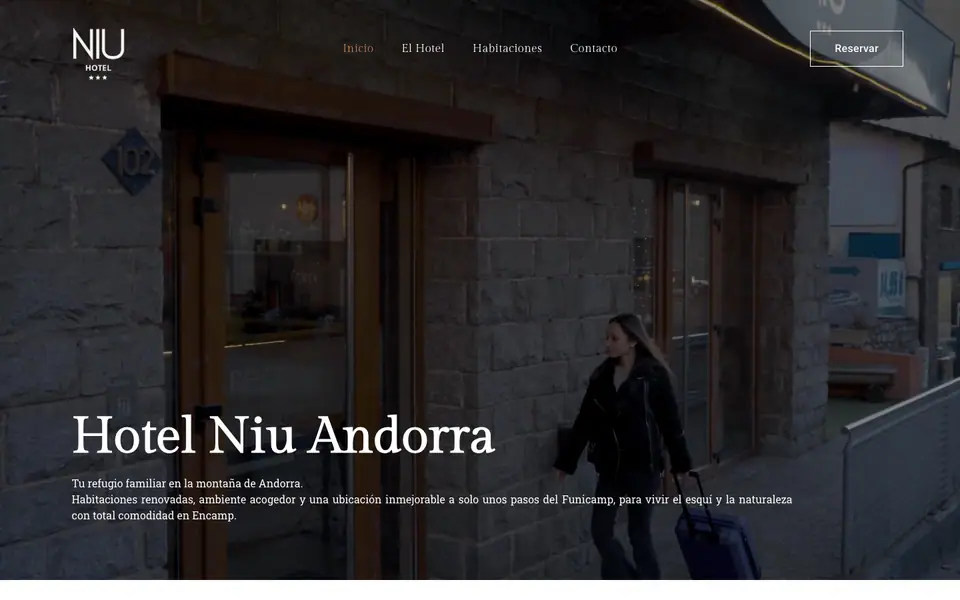 NIU
HOTEL
★★★
Inicio
El Hotel
Habitaciones
Contacto
Reservar
102
Hotel Niu Andorra
Tu refugio familiar en la montaña de Andorra.
Habitaciones renovadas, ambiente acogedor y una ubicación inmejorable a solo unos pasos del Funicamp, para vivir el esquí y la naturaleza
con total comodidad en Encamp.